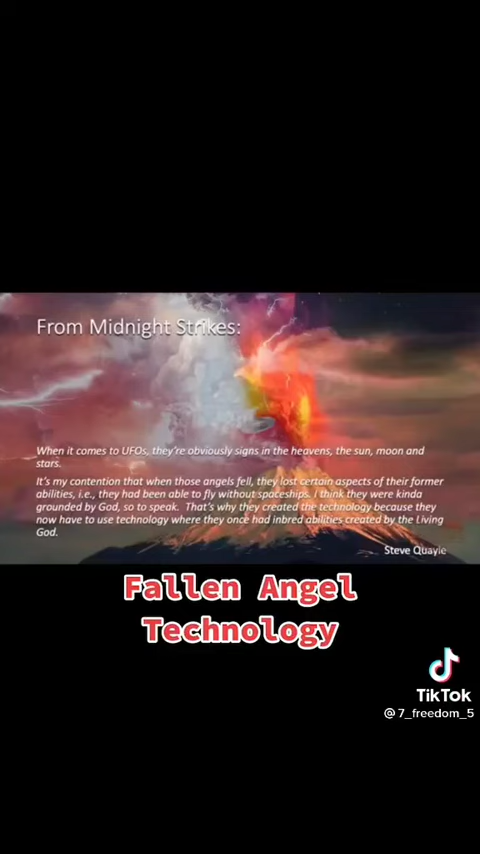 From Midnight Strikes:
When it comes to UFOs, they're obviously signs in the heavens, the sun, moon and
stars.
It's my contention that when those angels fell, they lost certain aspects of their former
abilities, i.e., they had been able to fly without spaceships. I think they were kinda
grounded by God, so to speak. That's why they created the technology because they
now have to use technology where they once had inbred abilities created by the Living
God.
Steve Quayle
Fallen Angel
Technology
TikTok
@7_freedom_5